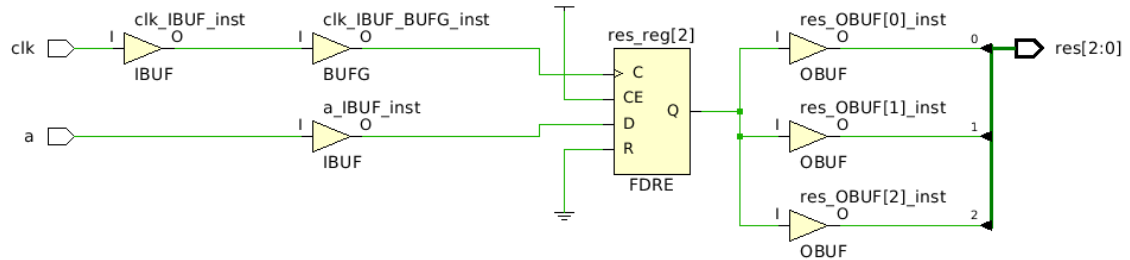 clk_IBUF_inst
clk_IBUF_BUFG_inst
res_OBUF[0]_inst
clk
I
O
I
O
res_reg[2]
I
O
0
res[2:0]
IBUF
BUFG
C
OBUF
CE
a_IBUF_inst
Q
res_OBUF[1]_inst
a
I
O
D
I
O
1
IBUF
R
OBUF
FDRE
res_OBUF[2]_inst
I
O
2
OBUF